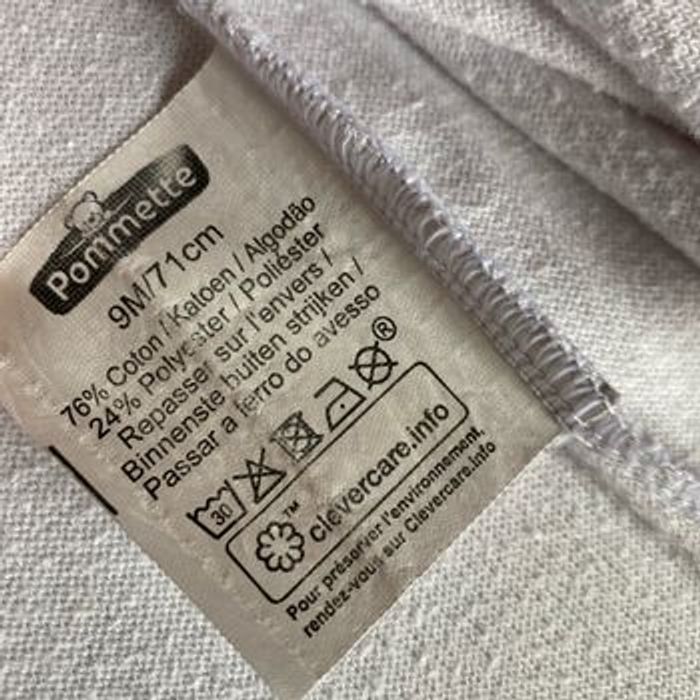 Pommette
9M/71cm
76% Coton / Katoen / Algodão
24% Polyester / Poliéster
Repasser sur l'envers /
Binnenste buiten strijken /
Passar a ferro do avesso
30 ®
™ clevercare.info
Pour préserver l'environnement,
rendez-vous sur Clevercare.info